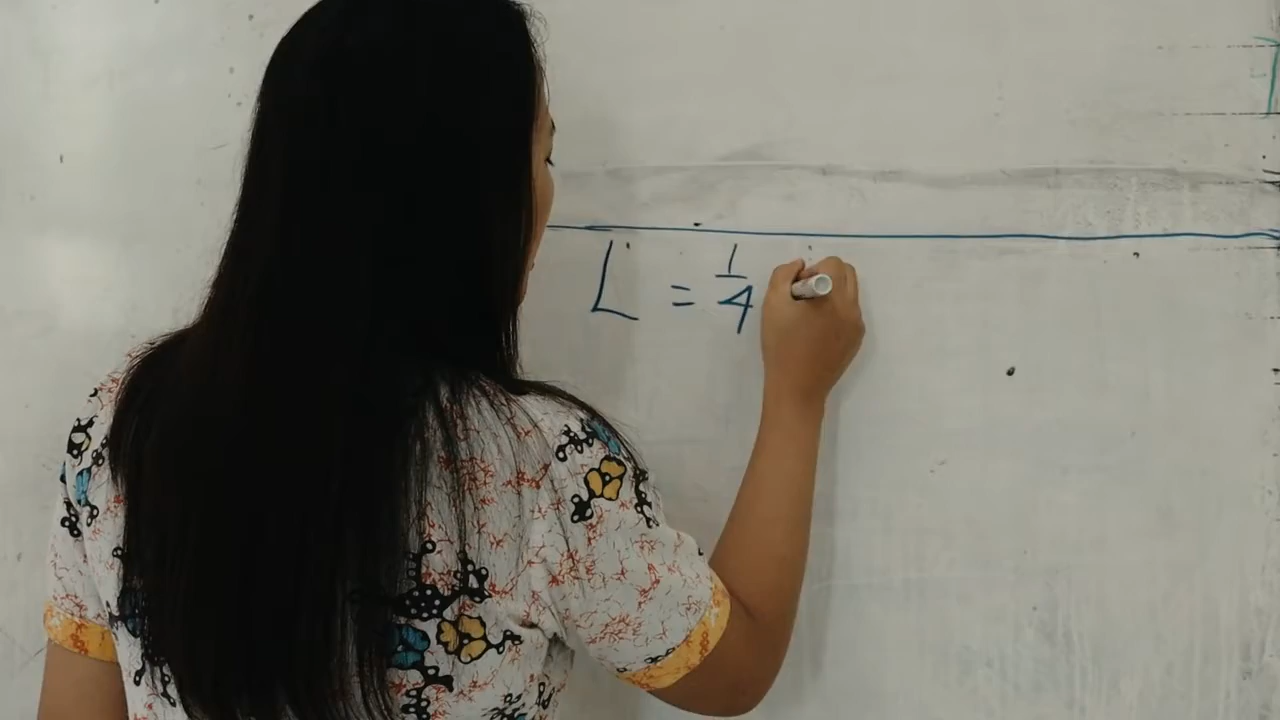 L = 1/4